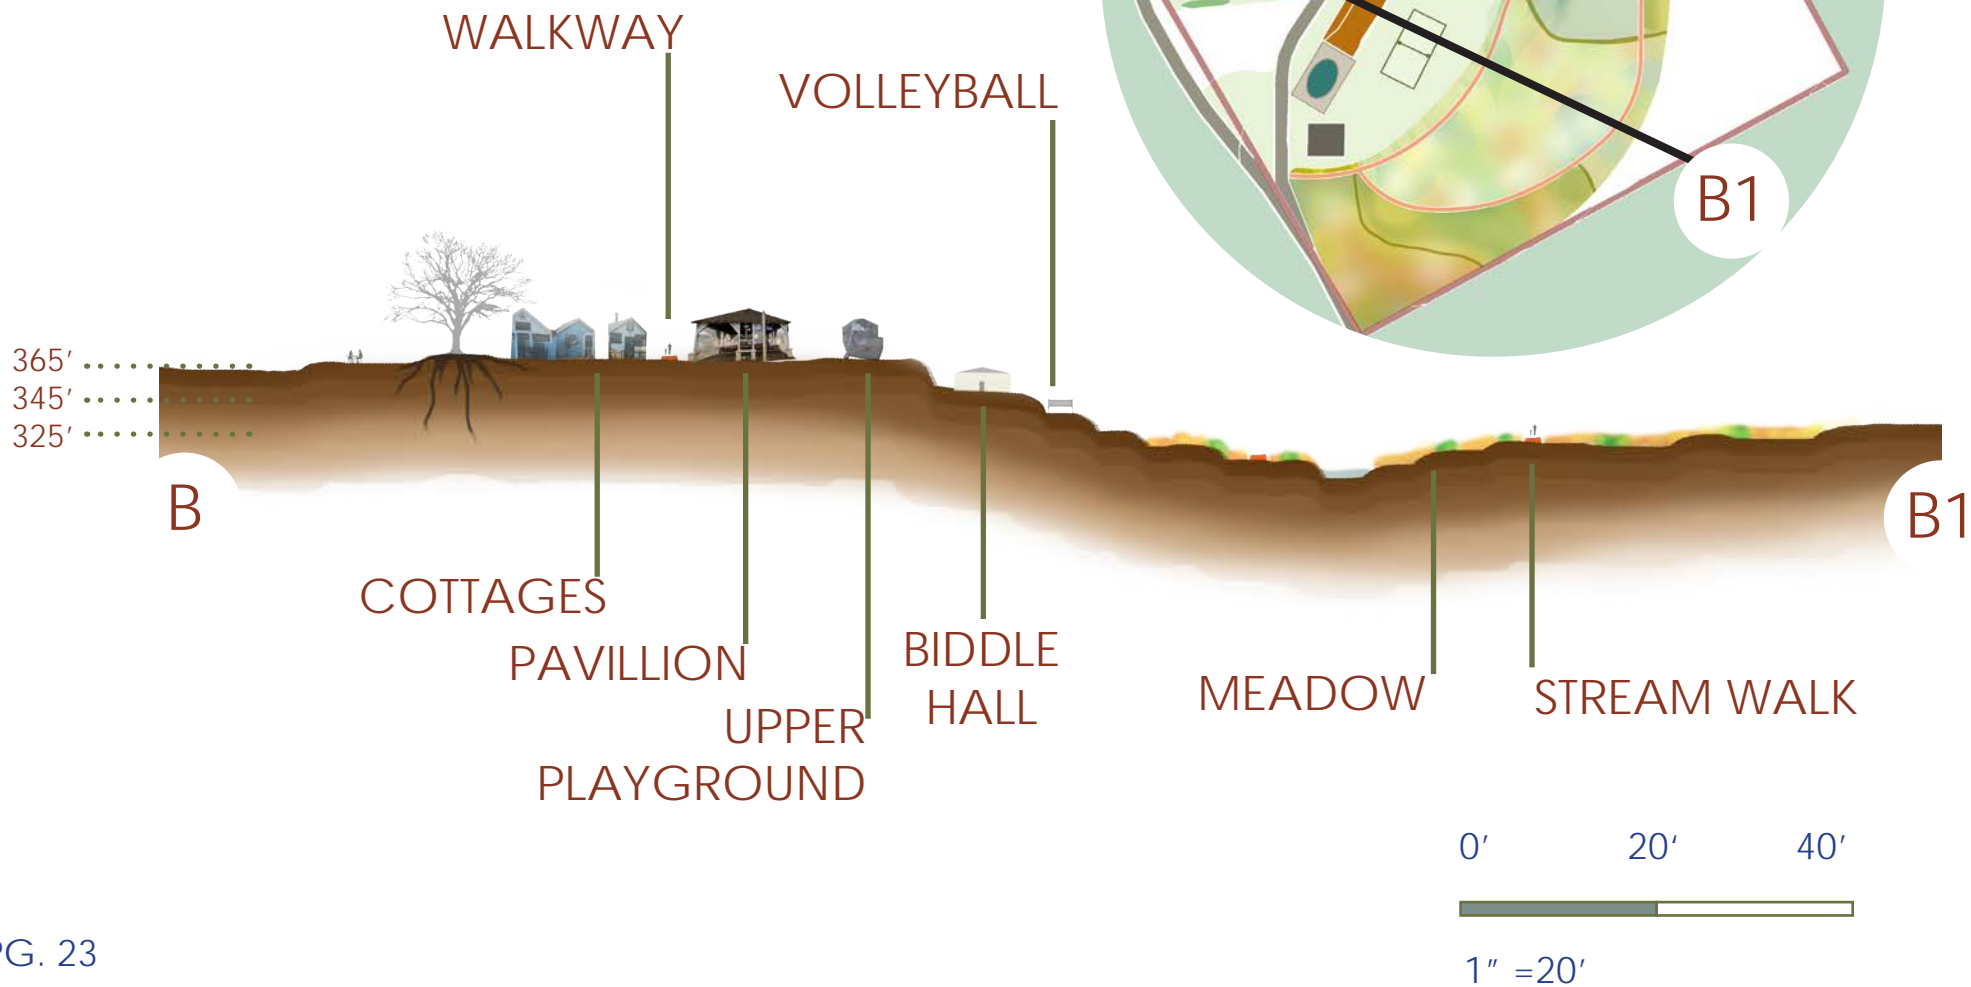 WALKWAY
VOLLEYBALL
B1
365'
345'
325'
B
B1
COTTAGES
PAVILLION
UPPER
PLAYGROUND
BIDDLE
HALL
MEADOW
STREAM WALK
0' 20' 40'
1" =20'
PG. 23